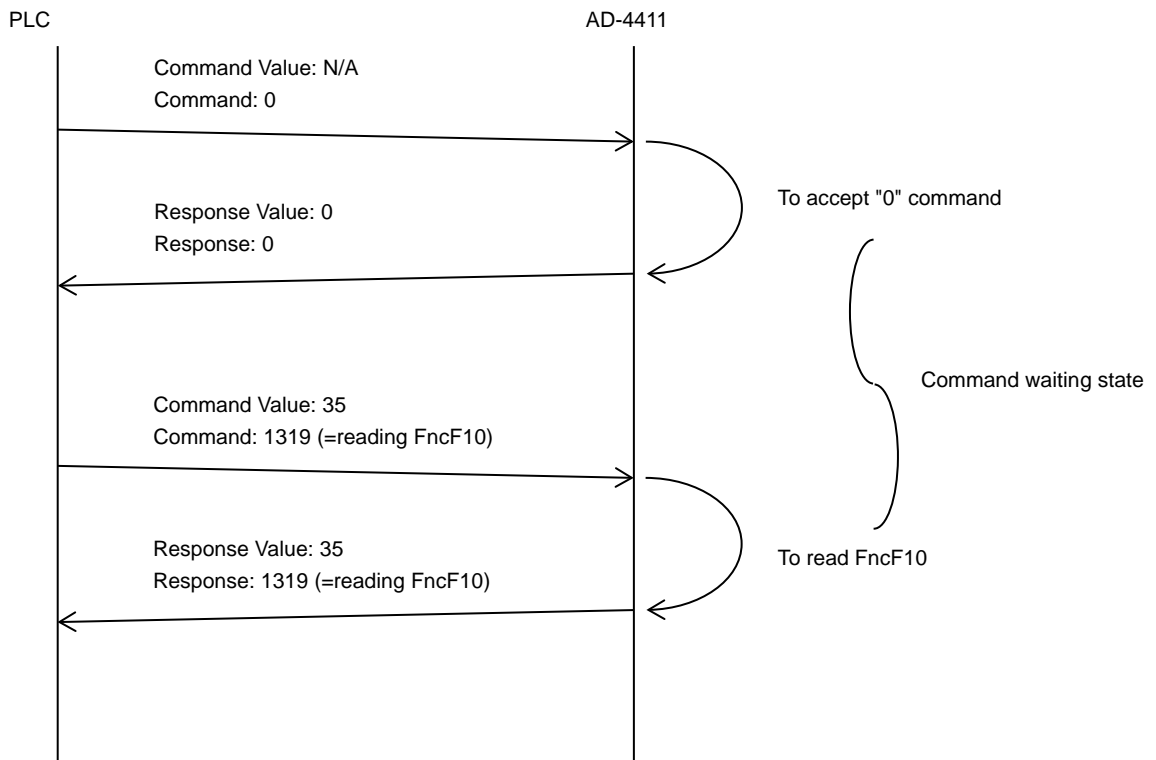 PLC
AD-4411
Command Value: N/A
Command: 0
To accept "0" command
Response Value: 0
Response: 0
Command waiting state
Command Value: 35
Command: 1319 (=reading FncF10)
Response Value: 35
Response: 1319 (=reading FncF10)
To read FncF10